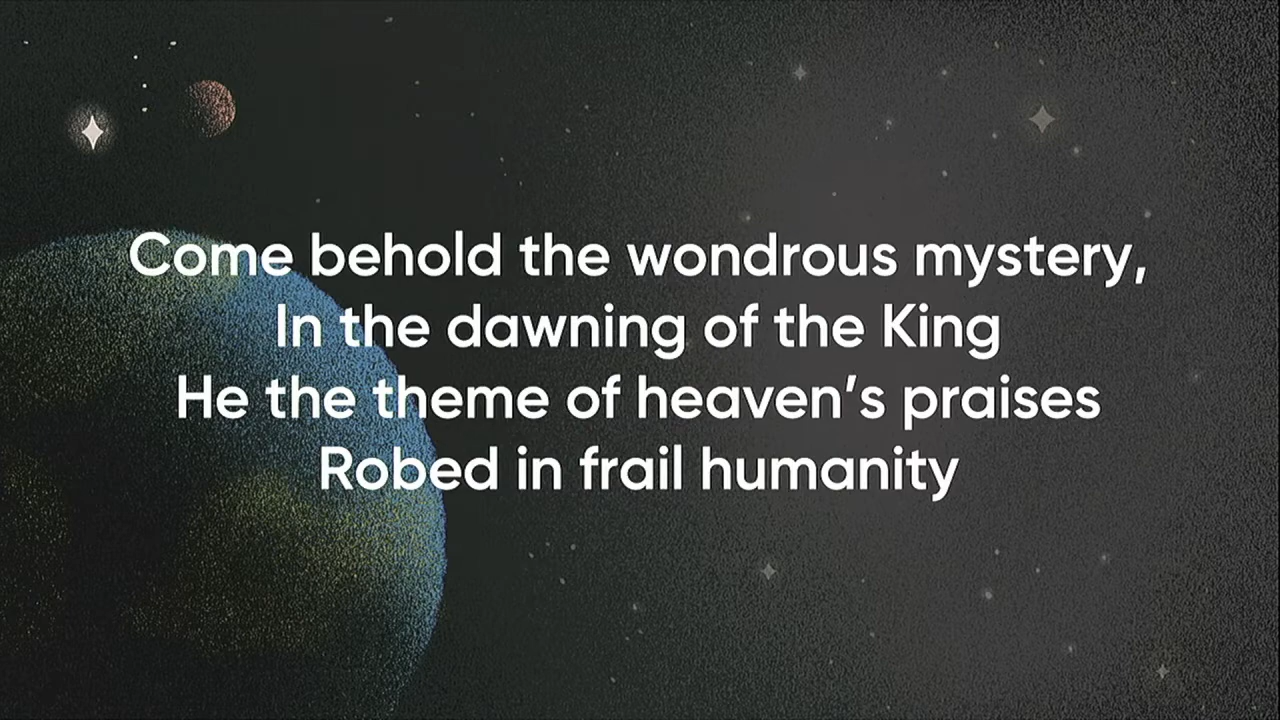 Come behold the wondrous mystery,
In the dawning of the King
He the theme of heaven’s praises
Robed in frail humanity